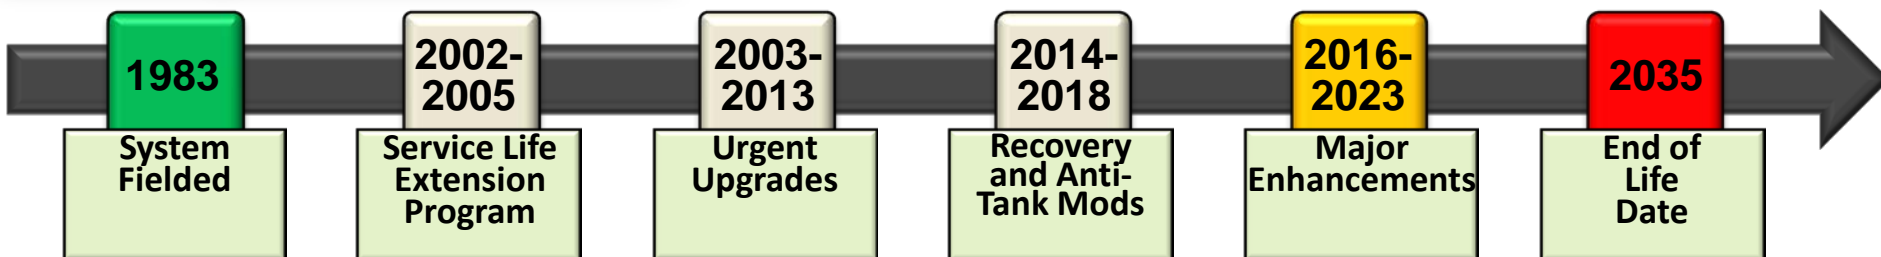 1983
2002-
2005
2003-
2013
2014-
2018
2016-
2023
2035
System
Fielded
Service Life
Extension
Program
Urgent
Upgrades
Recovery
and Anti-
Tank Mods
Major
Enhancements
End of
Life
Date